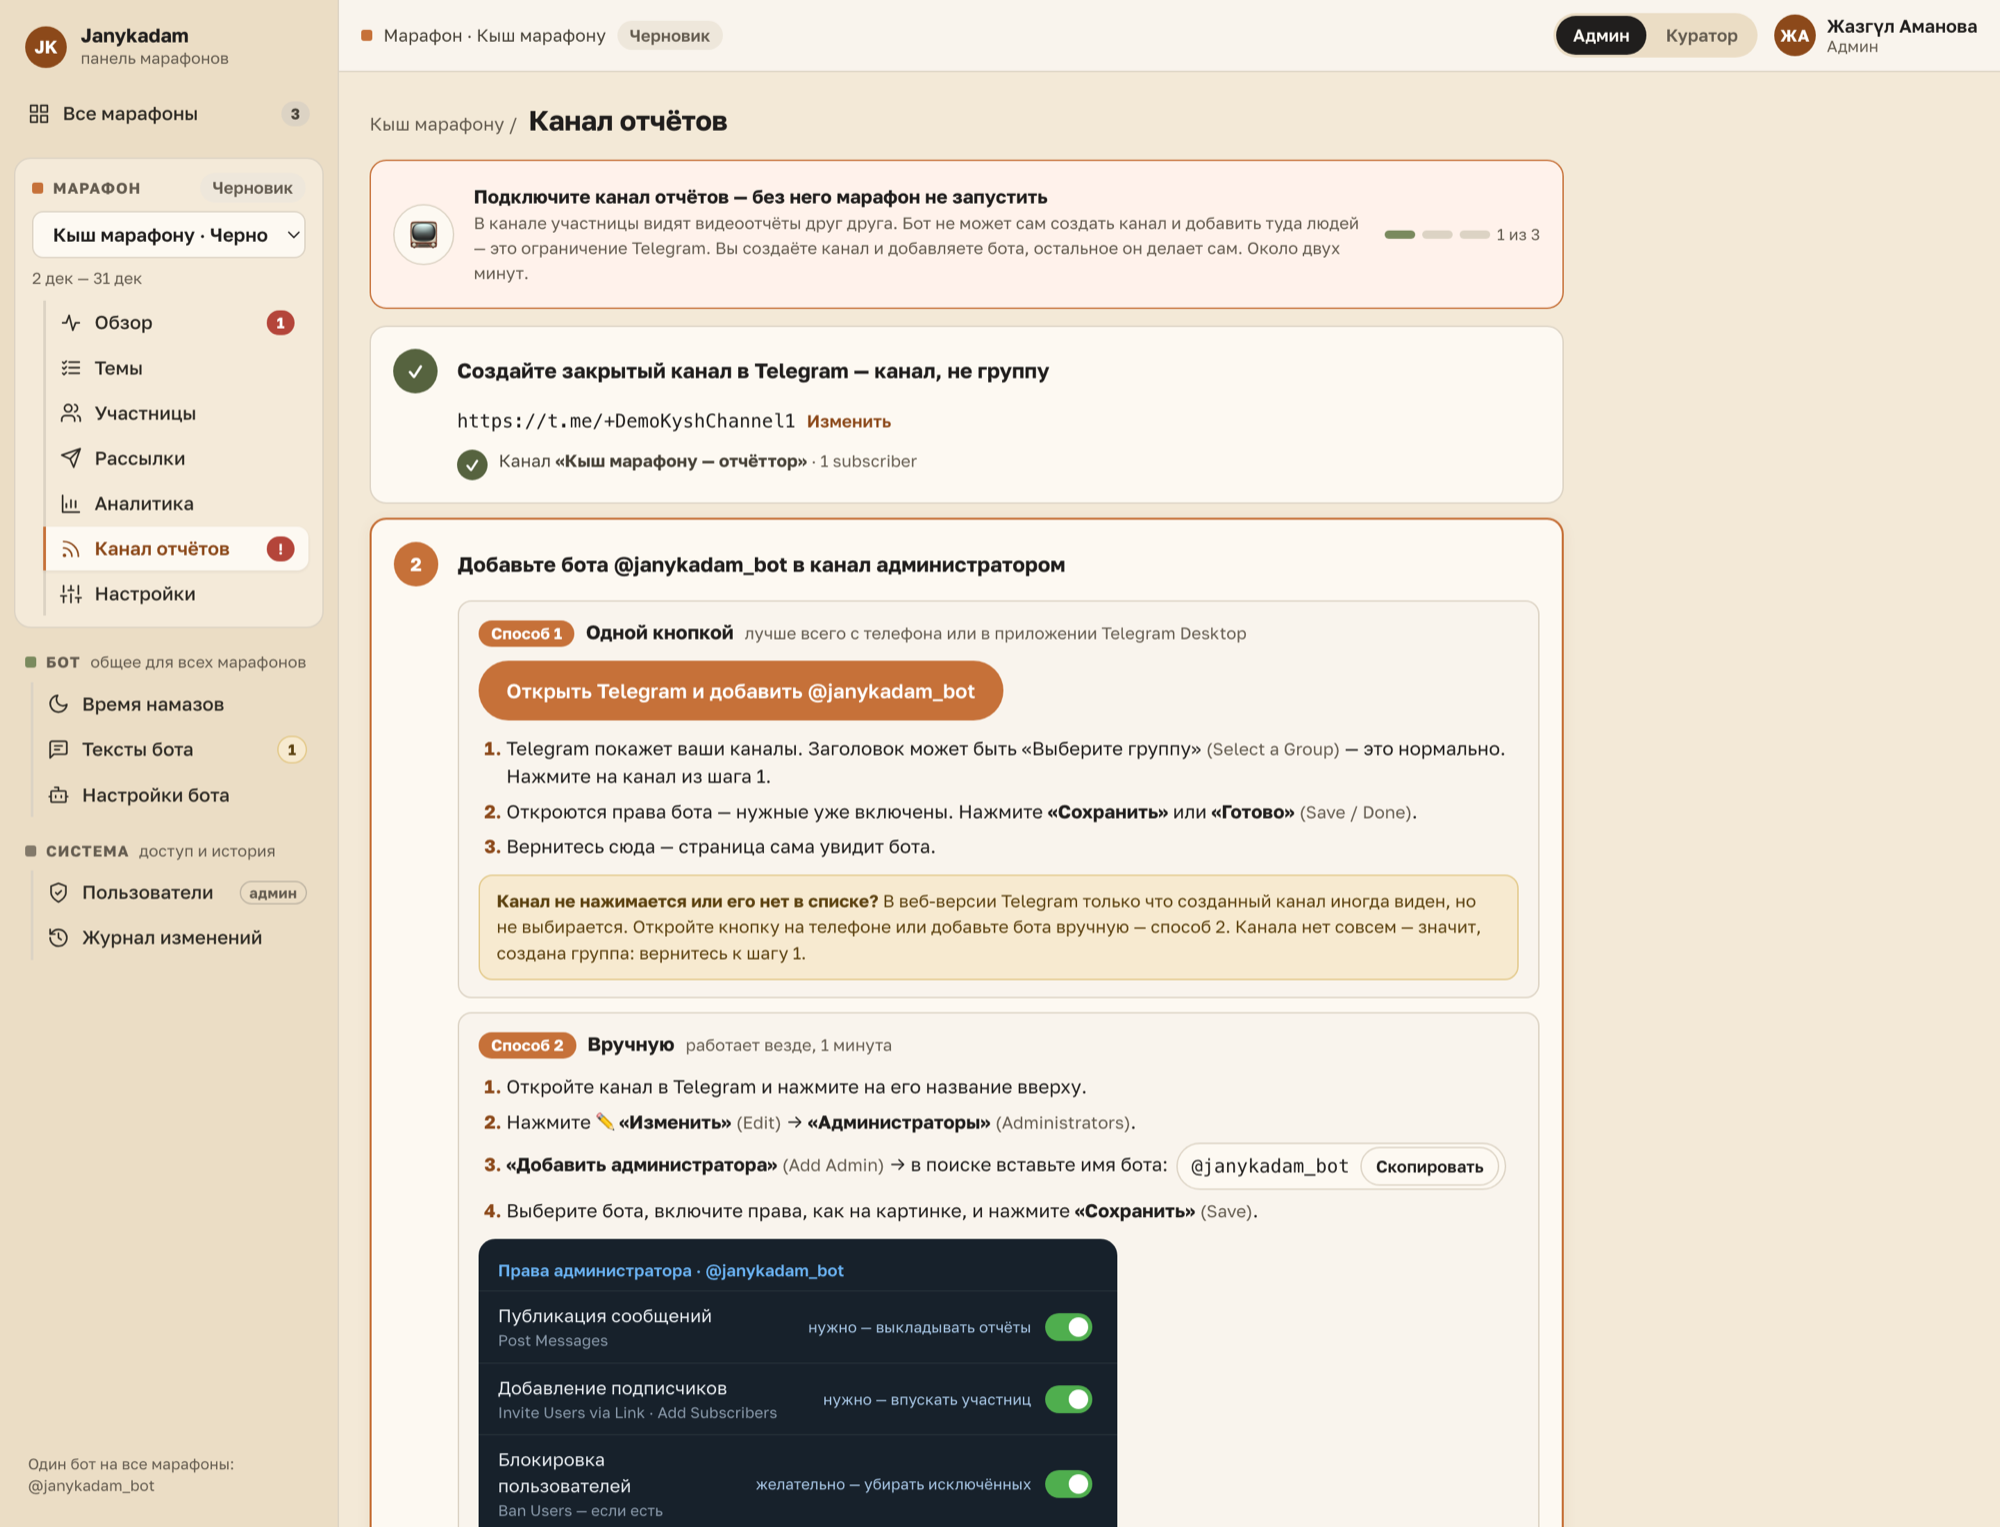 JK
Janykadam
панель марафонов
Все марафоны
3
МАРАФОН
Черновик
Кыш марафону · Черно
2 дек — 31 дек
Обзор
1
Темы
Участницы
Рассылки
Аналитика
Канал отчётов
!
Настройки
БОТ общее для всех марафонов
Время намазов
Тексты бота
1
Настройки бота
СИСТЕМА доступ и история
Пользователи
админ
Журнал изменений
Один бот на все марафоны:
@janykadam_bot
Марафон · Кыш марафону
Черновик
Админ
Куратор
ЖА
Жазгүл Аманова
Админ
Кыш марафону / Канал отчётов
Подключите канал отчётов — без него марафон не запустить
В канале участницы видят видеоотчёты друг друга. Бот не может сам создать канал и добавить туда людей
— это ограничение Telegram. Вы создаёте канал и добавляете бота, остальное он делает сам. Около двух
минут.
1 из 3
Создайте закрытый канал в Telegram — канал, не группу
https://t.me/+DemoKyshChannel1 Изменить
Канал «Кыш марафону — отчёттор» · 1 subscriber
2
Добавьте бота @janykadam_bot в канал администратором
Способ 1 Одной кнопкой лучше всего с телефона или в приложении Telegram Desktop
Открыть Telegram и добавить @janykadam_bot
1. Telegram покажет ваши каналы. Заголовок может быть «Выберите группу» (Select a Group) — это нормально.
Нажмите на канал из шага 1.
2. Откроются права бота — нужные уже включены. Нажмите «Сохранить» или «Готово» (Save / Done).
3. Вернитесь сюда — страница сама увидит бота.
Канал не нажимается или его нет в списке? В веб-версии Telegram только что созданный канал иногда виден, но
не выбирается. Откройте кнопку на телефоне или добавьте бота вручную — способ 2. Канала нет совсем — значит,
создана группа: вернитесь к шагу 1.
Способ 2 Вручную работает везде, 1 минута
1. Откройте канал в Telegram и нажмите на его название вверху.
2. Нажмите ✏️ «Изменить» (Edit) → «Администраторы» (Administrators).
3. «Добавить администратора» (Add Admin) → в поиске вставьте имя бота: @janykadam_bot Скопировать
4. Выберите бота, включите права, как на картинке, и нажмите «Сохранить» (Save).
Права администратора · @janykadam_bot
Публикация сообщений
Post Messages
нужно — выкладывать отчёты
Добавление подписчиков
Invite Users via Link · Add Subscribers
нужно — впускать участниц
Блокировка
пользователей
Ban Users — если есть
желательно — убирать исключённых